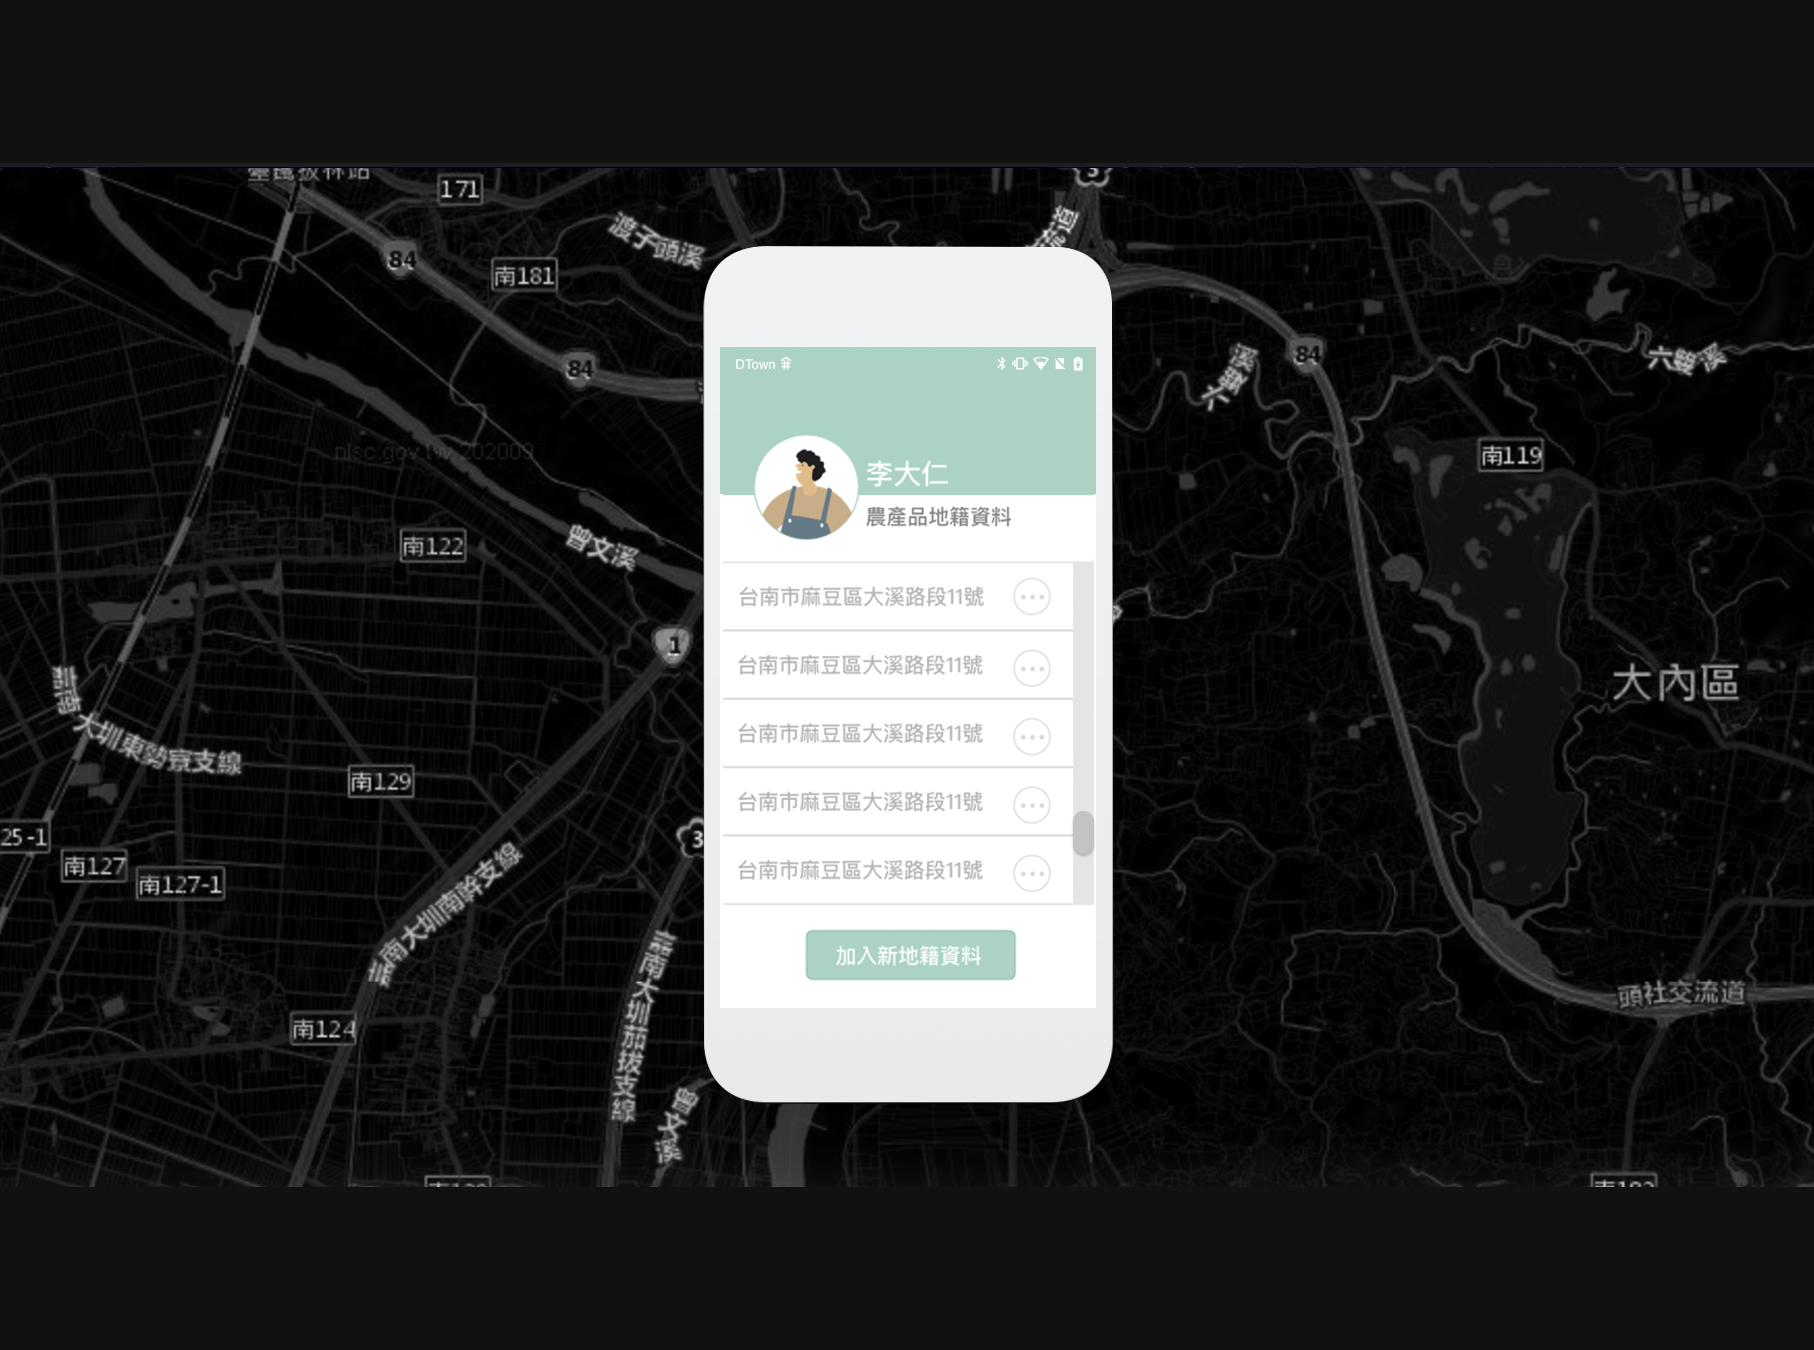 171
渡子頭溪
84
南181
DTown
84
84
六雙溪
六雙溪
nlsc.gov.tw 202009
李大仁
南119
農產品地籍資料
南122
曾文溪
台南市麻豆區大溪路段11號
台南市麻豆區大溪路段11號
台南市麻豆區大溪路段11號
台南市麻豆區大溪路段11號
台南市麻豆區大溪路段11號
加入新地籍資料
1
大內區
嘉南大圳東勢寮支線
南129
25-1
3
南127
南127-1
嘉南大圳南幹支線
嘉南大圳茄拔支線
頭社交流道
南124
曾文溪
3